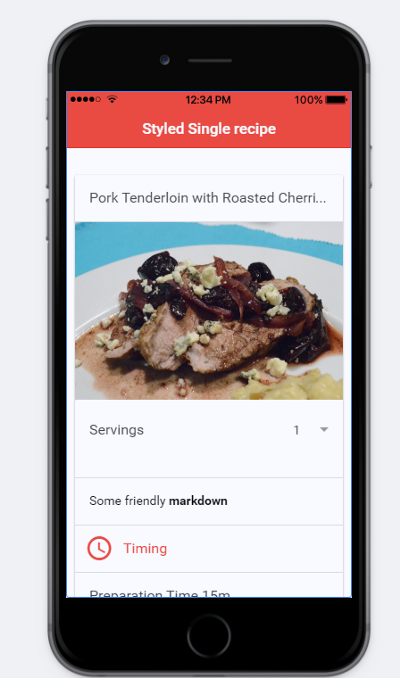 12:34 PM
100%
Styled Single recipe
Pork Tenderloin with Roasted Cherri...
Servings 1
Some friendly markdown
Timing
Preparation Time 15m